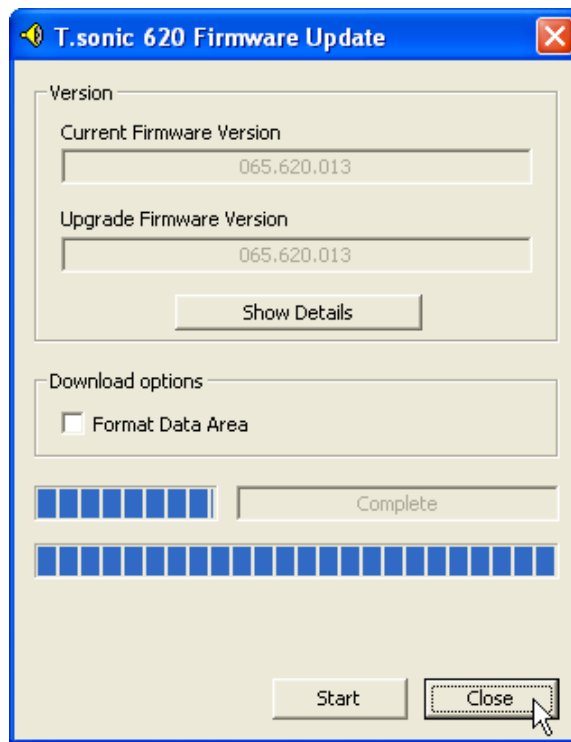 T.sonic 620 Firmware Update
Version
Current Firmware Version
065.620.013
Upgrade Firmware Version
065.620.013
Show Details
Download options
Format Data Area
Complete
Start
Close